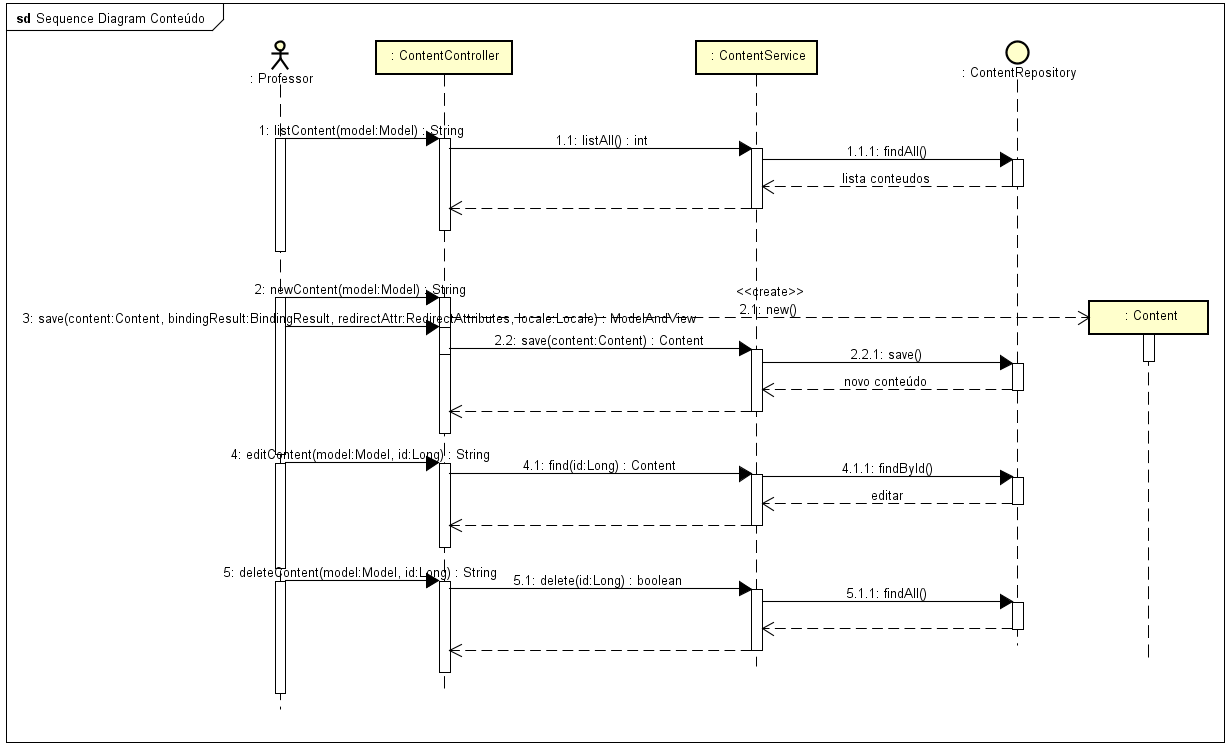 sd Sequence Diagram Conteúdo
: Professor
: ContentController
: ContentService
: ContentRepository
1: listContent(model:Model) : String
1.1: listAll() : int
1.1.1: findAll()
lista conteudos
2: newContent(model:Model) : String
<<create>>
2.1: new()
: Content
3: save(content:Content, bindingResult:BindingResult, redirectAttr:RedirectAttributes, locale:Locale) : ModelAndView
2.2: save(content:Content) : Content
2.2.1: save()
novo conteúdo
4: editContent(model:Model, id:Long) : String
4.1: find(id:Long) : Content
4.1.1: findById()
editar
5: deleteContent(model:Model, id:Long) : String
5.1: delete(id:Long) : boolean
5.1.1: findAll()